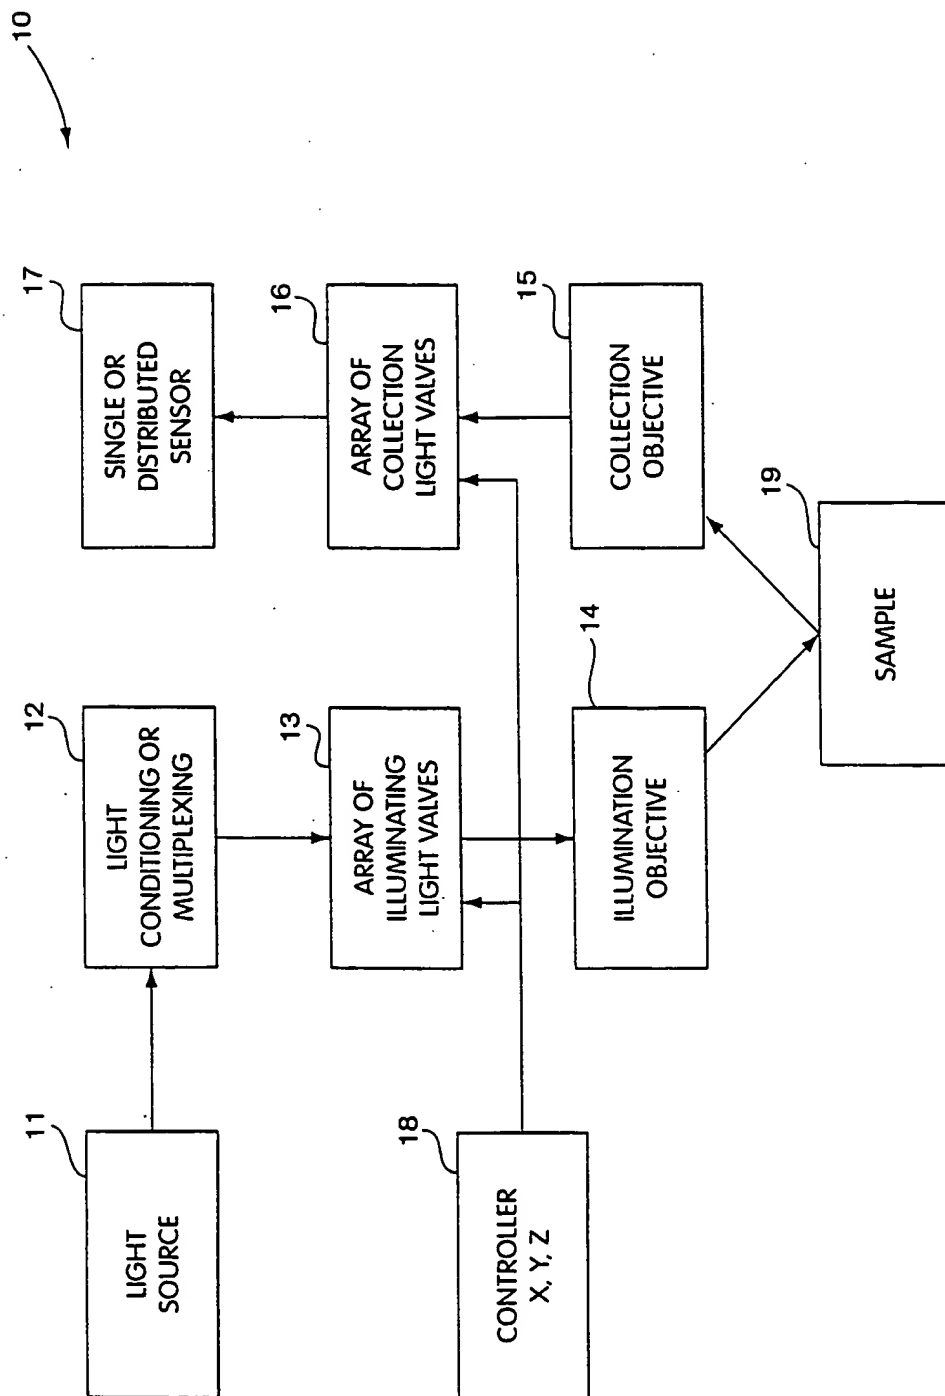 10
11
LIGHT
SOURCE
12
LIGHT
CONDITIONING OR
MULTIPLEXING
17
SINGLE OR
DISTRIBUTED
SENSOR
13
ARRAY OF
ILLUMINATING
LIGHT VALVES
16
ARRAY OF
COLLECTION
LIGHT VALVES
18
CONTROLLER
X, Y, Z
14
ILLUMINATION
OBJECTIVE
15
COLLECTION
OBJECTIVE
19
SAMPLE